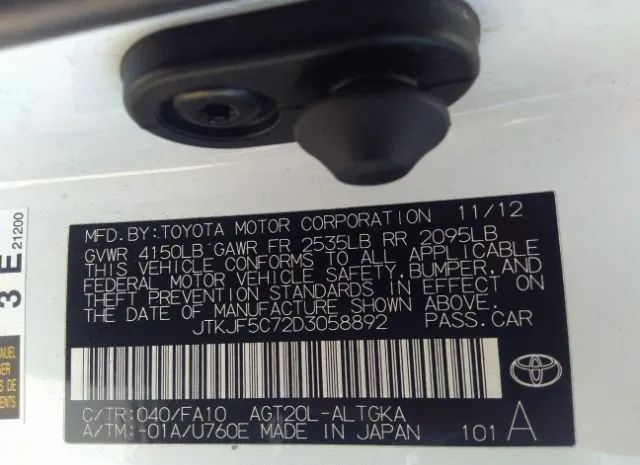 MFD. BY: TOYOTA MOTOR CORPORATION 11/12
GVWR 4150LB GAWR FR 2535LB RR 2095LB
THIS VEHICLE CONFORMS TO ALL APPLICABLE
FEDERAL MOTOR VEHICLE SAFETY, BUMPER, AND
THEFT PREVENTION STANDARDS IN EFFECT ON
THE DATE OF MANUFACTURE SHOWN ABOVE.
JTKJF5C72D3058892 PASS. CAR
C/TR: 040/FA10 AGT20L-ALTGKA
A/TM: -01A/U760E MADE IN JAPAN 101 A
3 E
21200